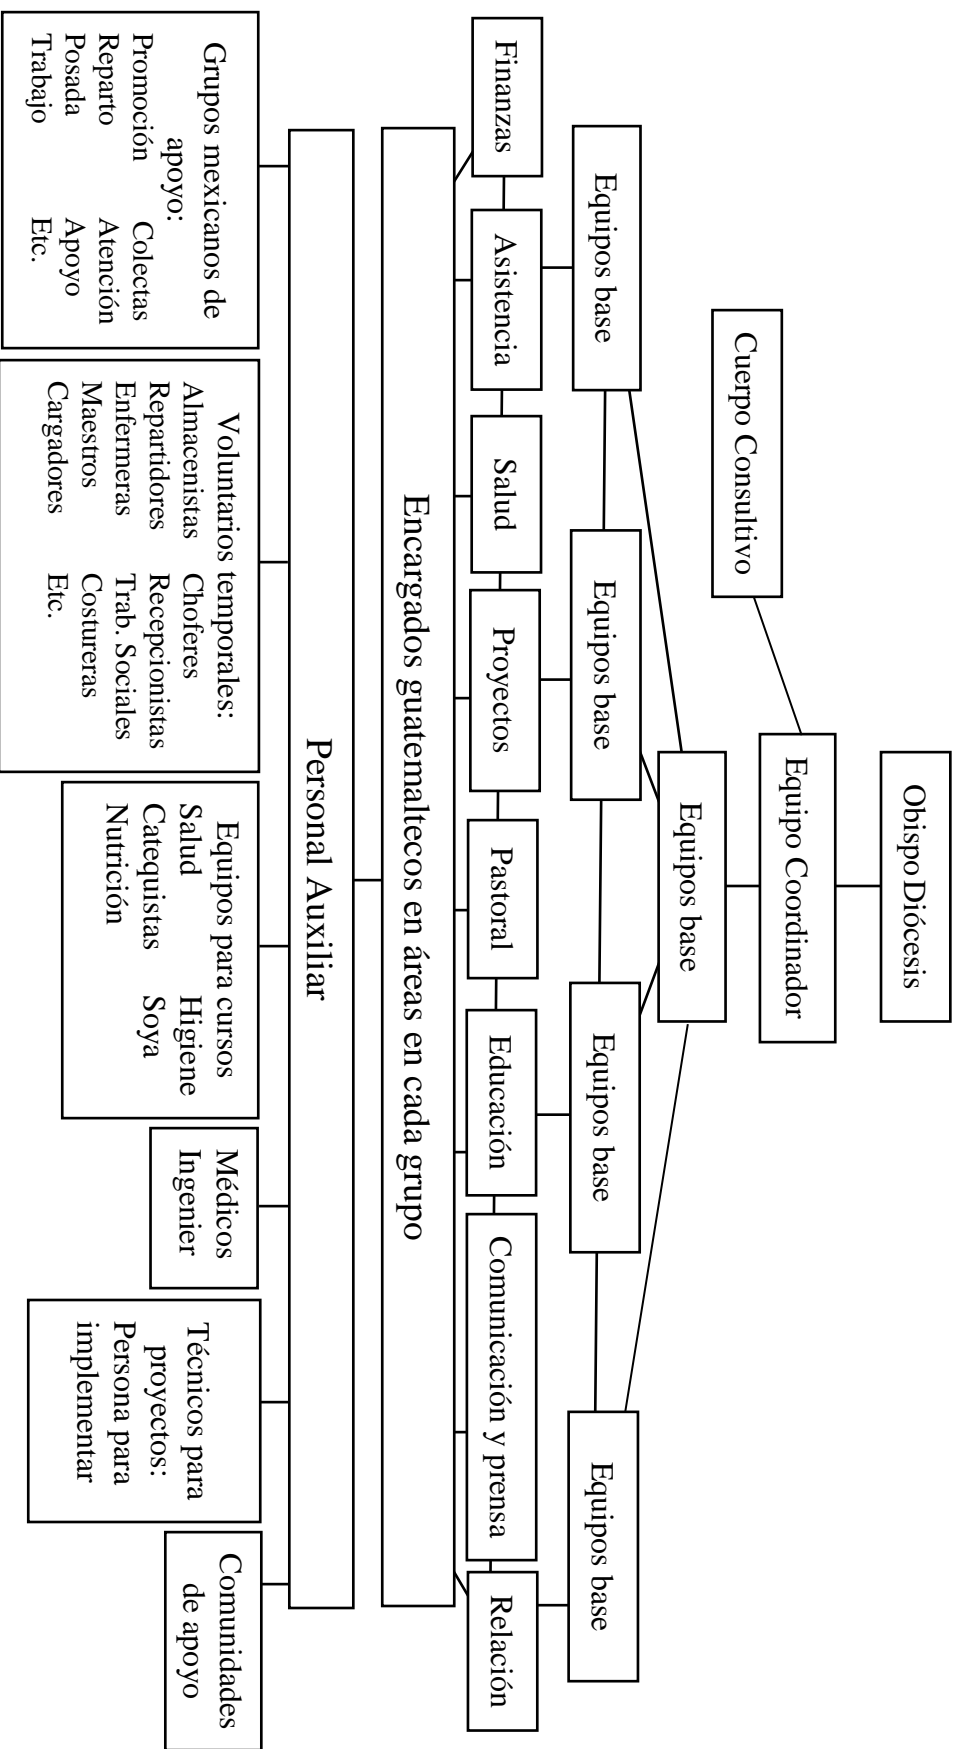 Obispo Diócesis
Equipo Coordinador
Cuerpo Consultivo
Equipos base
Equipos base
Equipos base
Equipos base
Equipos base
Finanzas
Asistencia
Salud
Proyectos
Pastoral
Educación
Comunicación y prensa
Relación
Encargados guatemaltecos en áreas en cada grupo
Personal Auxiliar
Grupos mexicanos de
apoyo:
Promoción Colectas
Reparto Atención
Posada Apoyo
Trabajo Etc.
Voluntarios temporales:
Almacenistas Choferes
Repartidores Recepcionistas
Enfermeras Trab. Sociales
Maestros Costureras
Cargadores Etc.
Equipos para cursos
Salud Higiene
Catequistas Soya
Nutrición
Médicos
Ingenier
Técnicos para
proyectos:
Persona para
implementar
Comunidades
de apoyo